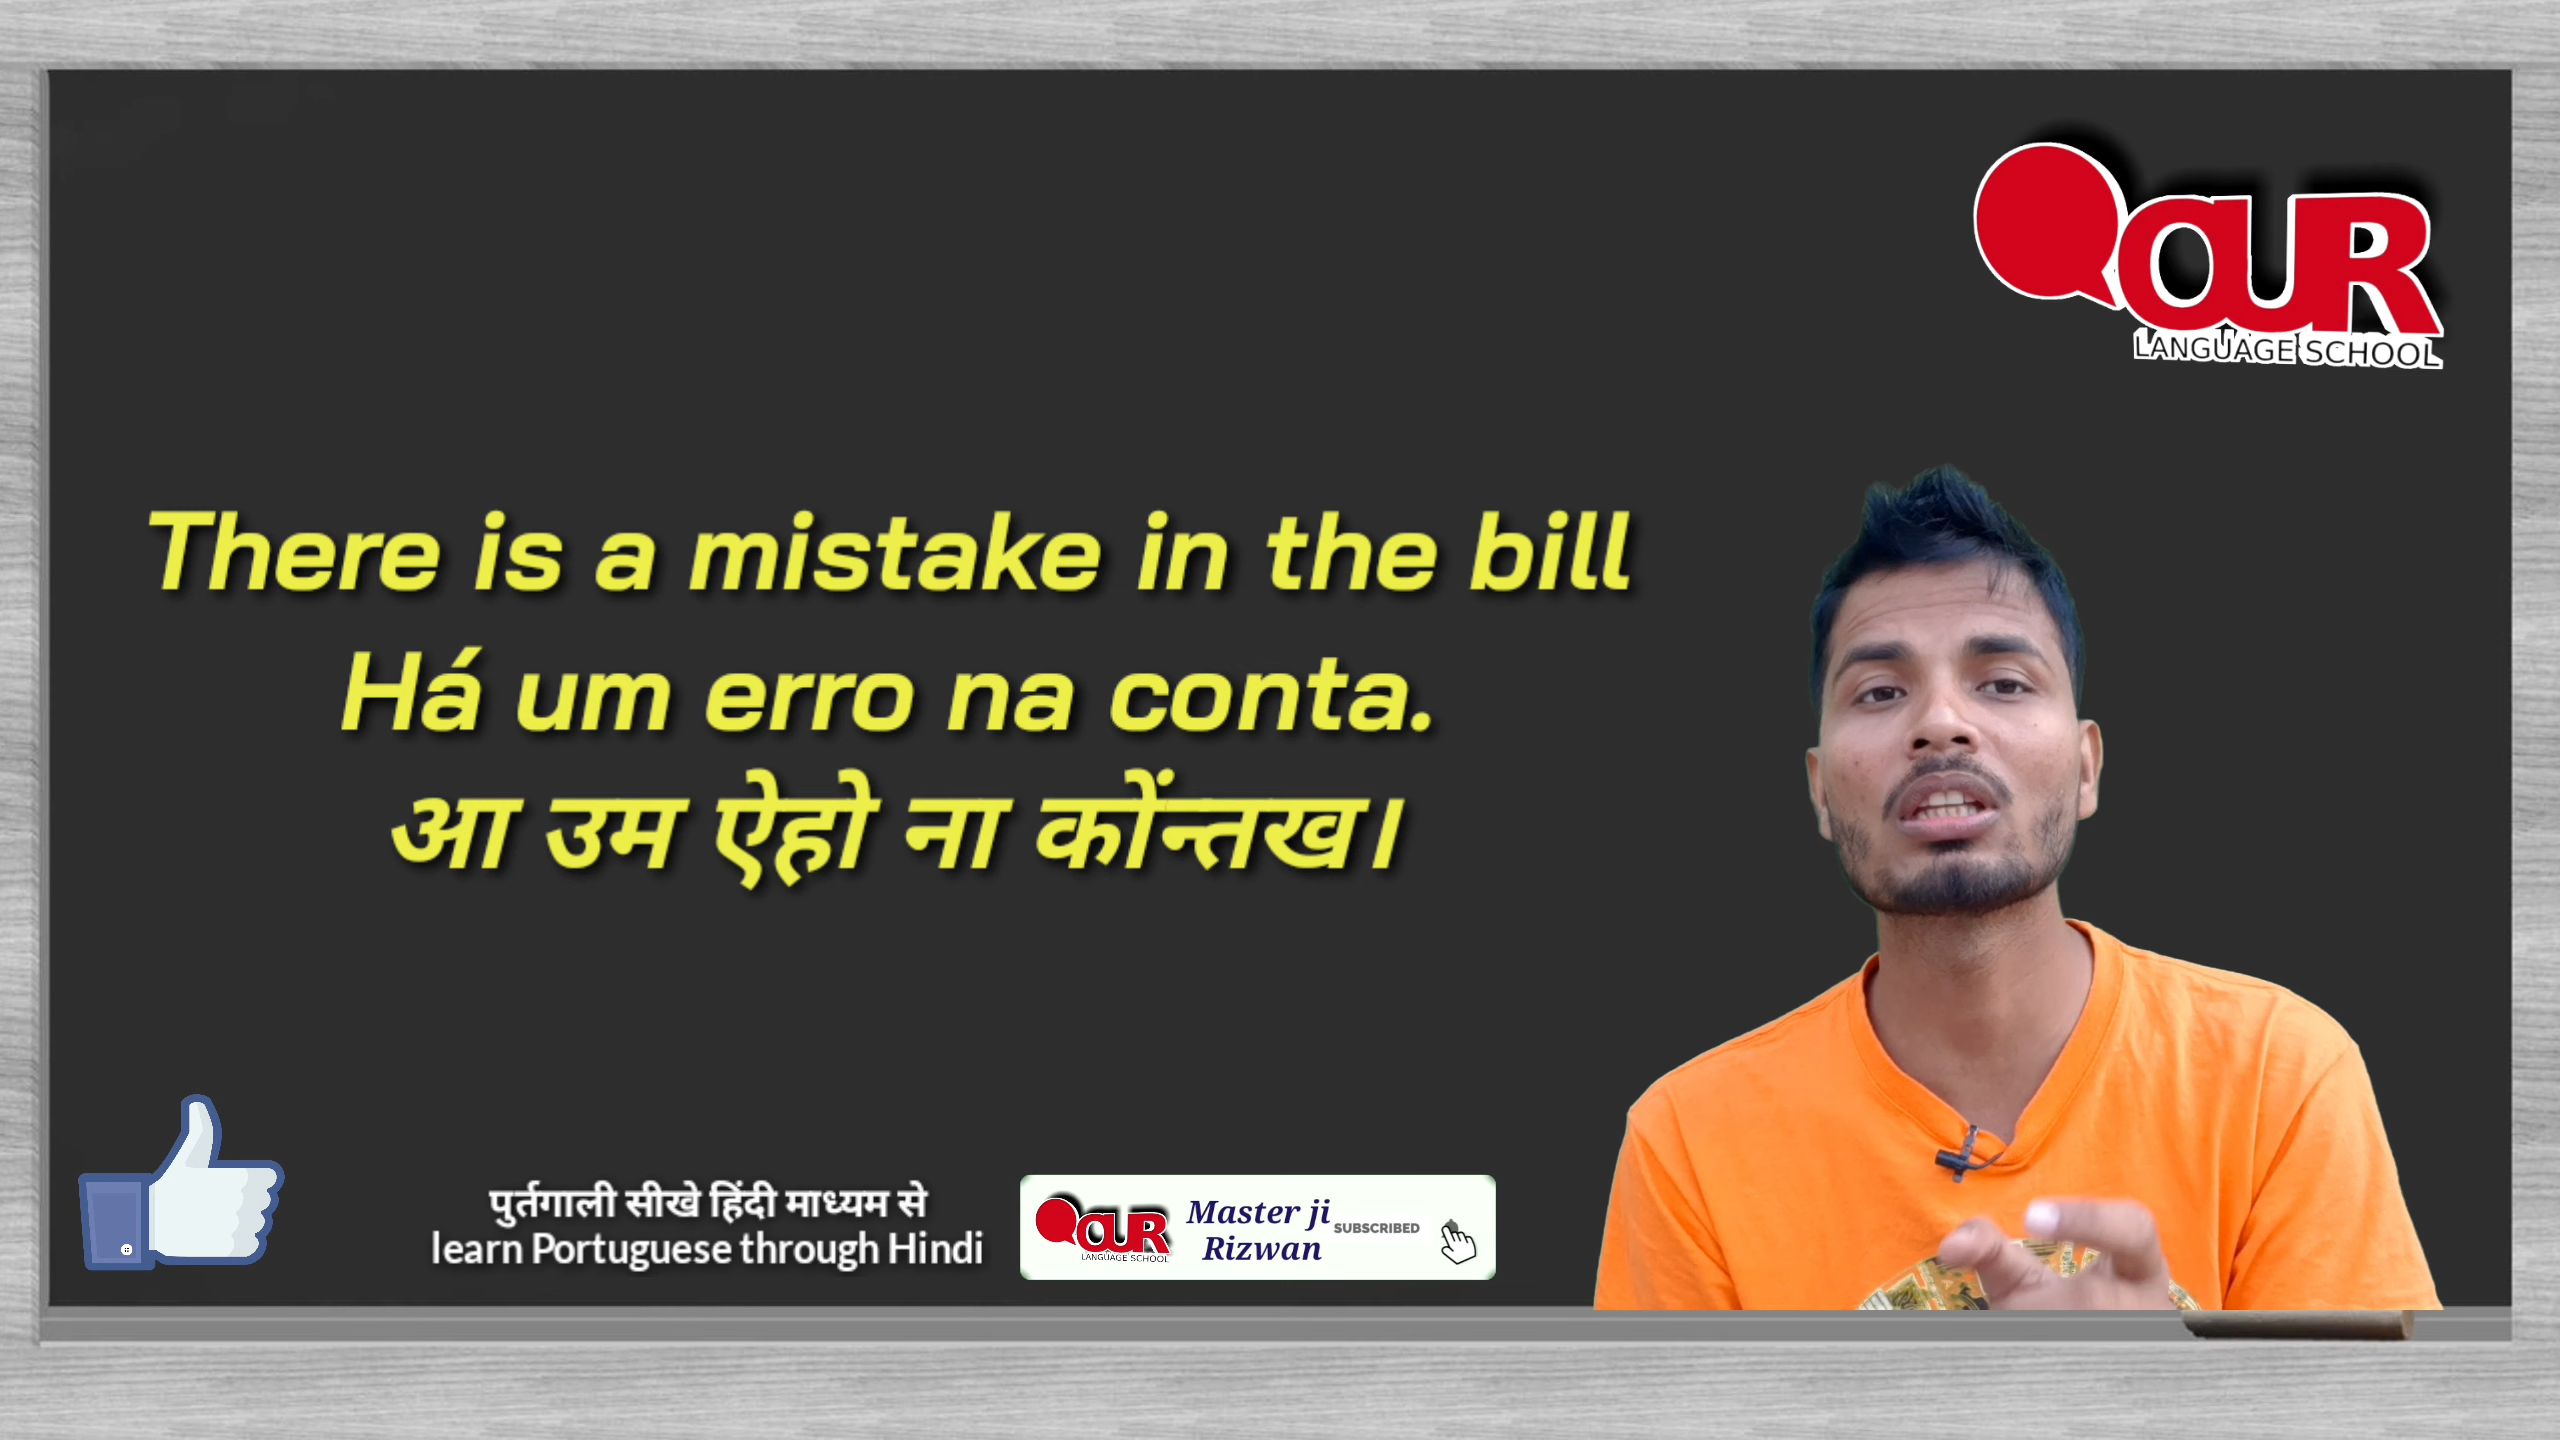 OUR
LANGUAGE SCHOOL
There is a mistake in the bill
Há um erro na conta.
आ उम ऐहो ना कोंन्तख।
पुर्तगाली सीखे हिंदी माध्यम से
learn Portuguese through Hindi
OUR
LANGUAGE SCHOOL
Master ji
Rizwan
SUBSCRIBED